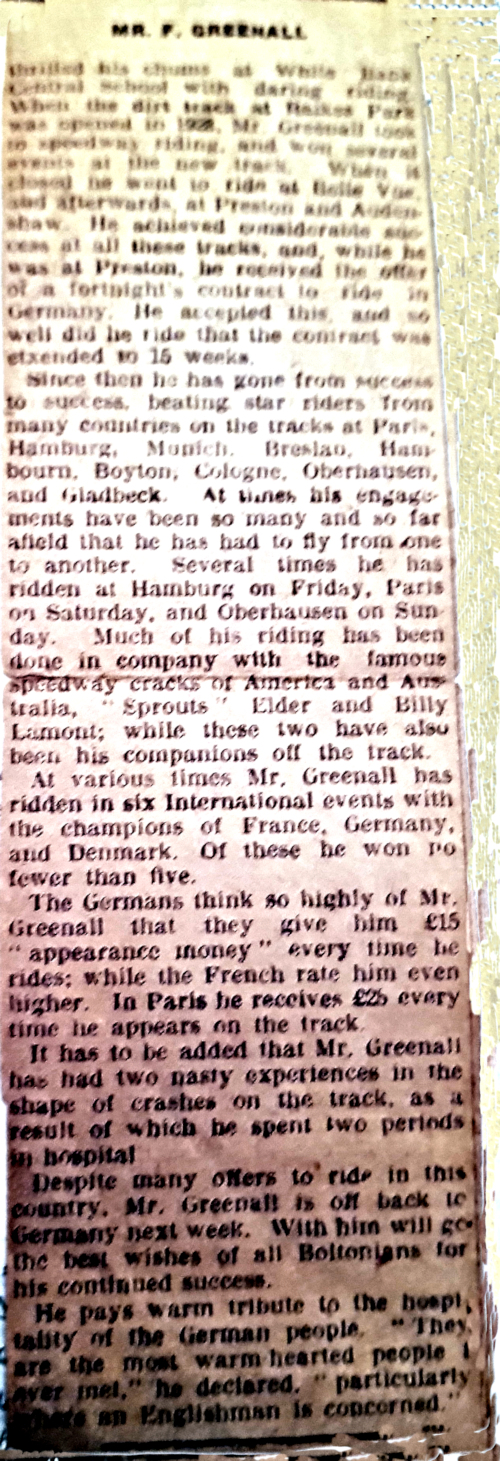 MR. F. GREENALL
thrilled his chums at White Bank
Central School with daring riding.
When the dirt track at Raikes Park
was opened in 1928, Mr. Greenall took
to speedway riding, and won several
events at the new track. When it
closed he went to ride at Belle Vue,
and afterwards, at Preston and Auden-
shaw. He achieved considerable suc-
cess at all these tracks, and, while he
was at Preston, he received the offer
of a fortnight's contract to ride in
Germany. He accepted this, and so
well did he ride that the contract was
etxended to 15 weeks.
Since then he has gone from success
to success, beating star riders from
many countries on the tracks at Paris,
Hamburg, Munich, Breslau, Ham-
bourn, Boyton, Cologne, Oberhausen,
and Gladbeck. At times his engage-
ments have been so many and so far
afield that he has had to fly from one
to another. Several times he has
ridden at Hamburg on Friday, Paris
on Saturday, and Oberhausen on Sun-
day. Much of his riding has been
done in company with the famous
speedway cracks of America and Aus-
tralia, "Sprouts" Elder and Billy
Lamont; while these two have also
been his companions off the track.
At various times Mr. Greenall has
ridden in six International events with
the champions of France, Germany,
and Denmark. Of these he won no
fewer than five.
The Germans think so highly of Mr.
Greenall that they give him £15
"appearance money" every time he
rides; while the French rate him even
higher. In Paris he receives £25 every
time he appears on the track.
It has to be added that Mr. Greenall
has had two nasty experiences in the
shape of crashes on the track, as a
result of which he spent two periods
in hospital
Despite many offers to ride in this
country, Mr. Greenall is off back to
Germany next week. With him will go
the best wishes of all Boltonians for
his continued success.
He pays warm tribute to the hospi-
tality of the German people. "They
are the most warm-hearted people I
ever met," he declared, "particularly
where an Englishman is concerned."